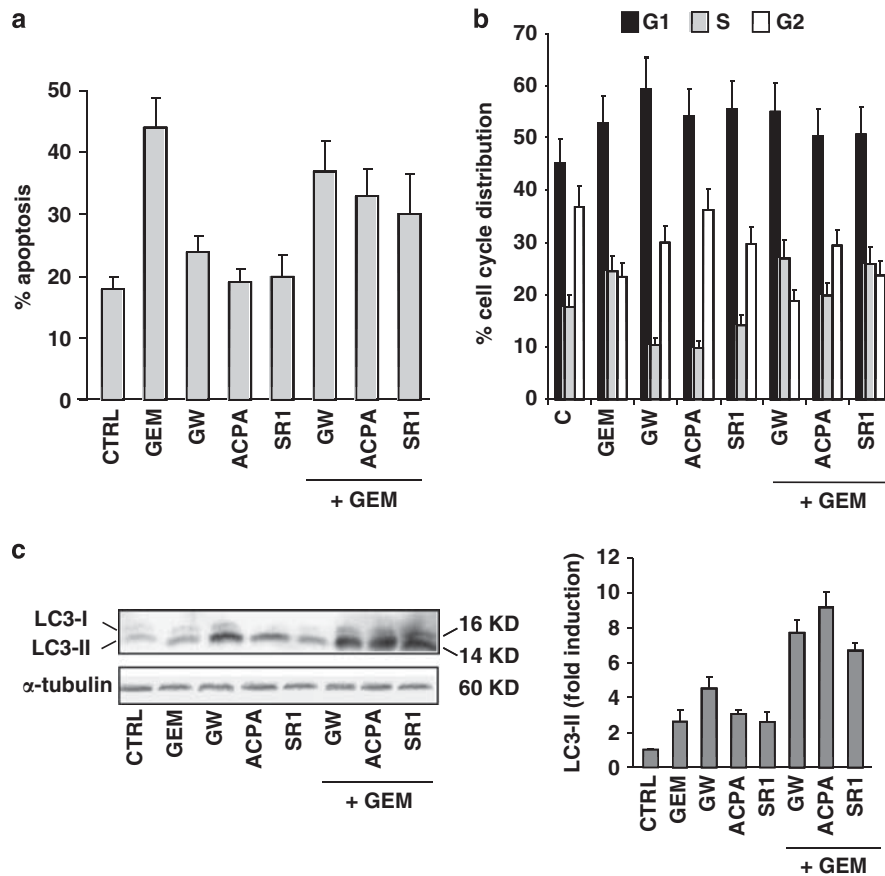 a
50
40
30
20
10
0
% apoptosis
CTRL
GEM
GW
ACPA
SR1
GW
ACPA
SR1
+ GEM
b
G1 S G2
70
60
50
40
30
20
10
0
% cell cycle distribution
C
GEM
GW
ACPA
SR1
GW
ACPA
SR1
+ GEM
c
LC3-I
LC3-II
16 KD
14 KD
α-tubulin
60 KD
CTRL
GEM
GW
ACPA
SR1
GW
ACPA
SR1
+ GEM
12
10
8
6
4
2
0
LC3-II (fold induction)
CTRL
GEM
GW
ACPA
SR1
GW
ACPA
SR1
+ GEM